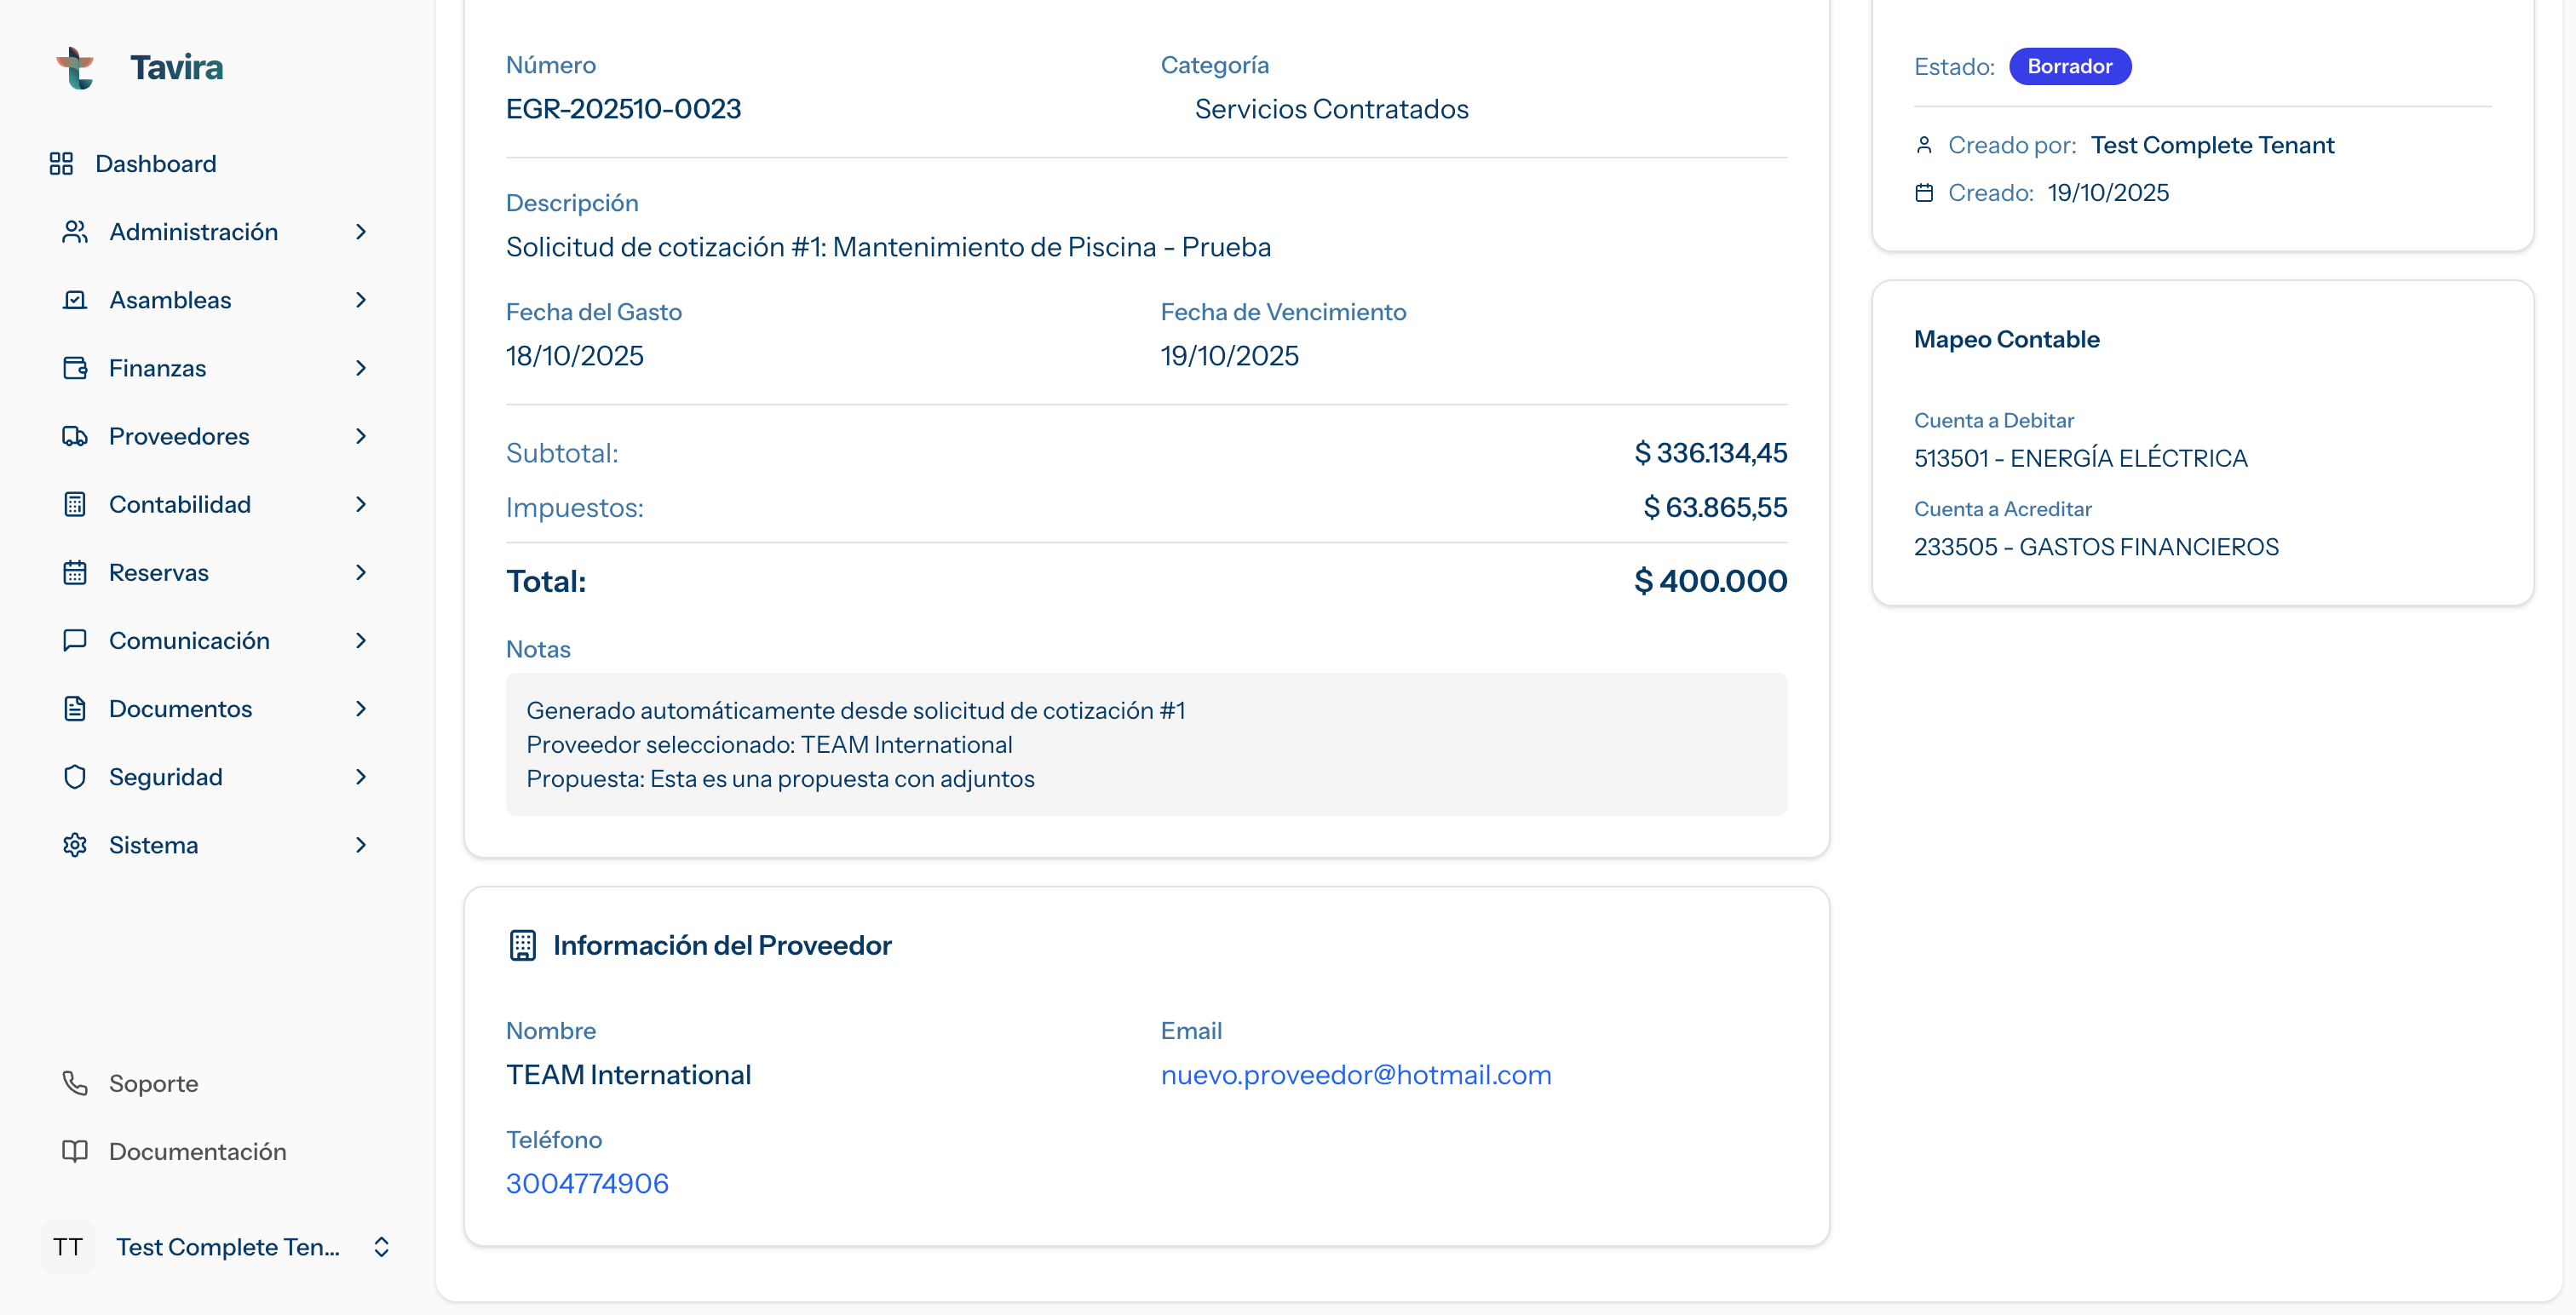 Tavira
Dashboard
Administración
Asambleas
Finanzas
Proveedores
Contabilidad
Reservas
Comunicación
Documentos
Seguridad
Sistema
Soporte
Documentación
TT Test Complete Ten...
Número
EGR-202510-0023
Categoría
Servicios Contratados
Descripción
Solicitud de cotización #1: Mantenimiento de Piscina - Prueba
Fecha del Gasto
18/10/2025
Fecha de Vencimiento
19/10/2025
Subtotal: $ 336.134,45
Impuestos: $ 63.865,55
Total: $ 400.000
Notas
Generado automáticamente desde solicitud de cotización #1
Proveedor seleccionado: TEAM International
Propuesta: Esta es una propuesta con adjuntos
Información del Proveedor
Nombre
TEAM International
Email
nuevo.proveedor@hotmail.com
Teléfono
3004774906
Estado: Borrador
Creado por: Test Complete Tenant
Creado: 19/10/2025
Mapeo Contable
Cuenta a Debitar
513501 - ENERGÍA ELÉCTRICA
Cuenta a Acreditar
233505 - GASTOS FINANCIEROS